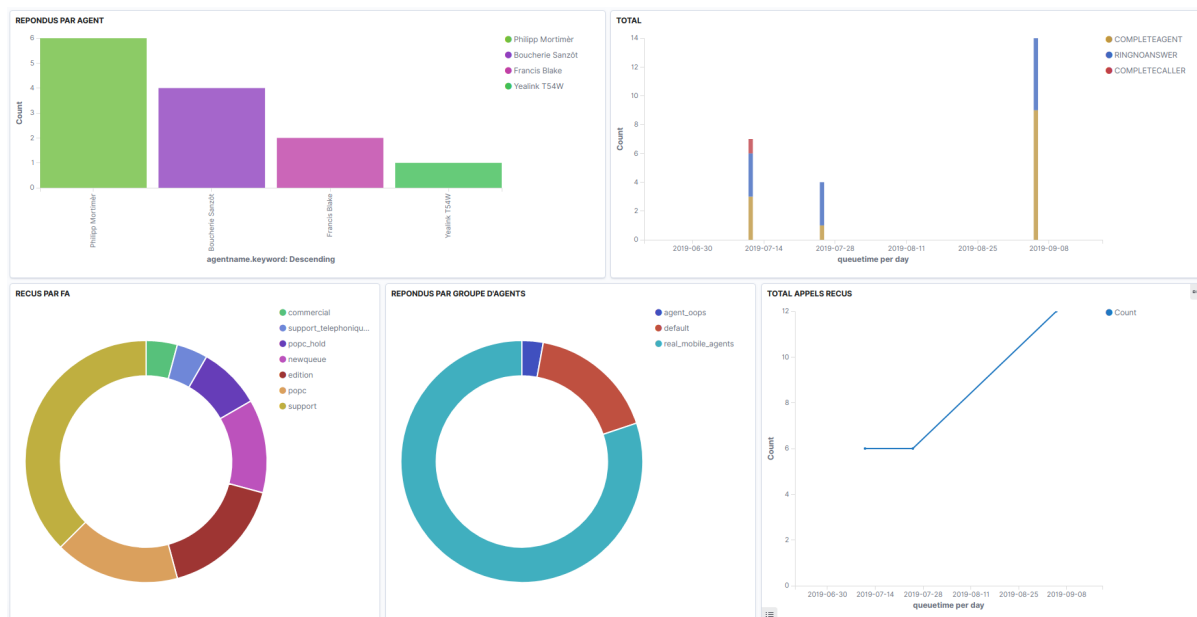 REPONDUS PAR AGENT
6
5
4
3
2
1
0
Count
Philipp Mortimèr
Boucherie Sanzót
Francis Blake
Yealink T54W
agentname.keyword: Descending
Philipp Mortimèr
Boucherie Sanzót
Francis Blake
Yealink T54W
TOTAL
14
12
10
8
6
4
2
0
Count
2019-06-30
2019-07-14
2019-07-28
2019-08-11
2019-08-25
2019-09-08
queuetime per day
COMPLETEAGENT
RINGNOANSWER
COMPLETECALLER
RECUS PAR FA
commercial
support_telephoniqu...
popc_hold
newqueue
edition
popc
support
REPONDUS PAR GROUPE D'AGENTS
agent_oops
default
real_mobile_agents
TOTAL APPELS RECUS
12
10
8
6
4
2
0
Count
2019-06-30
2019-07-14
2019-07-28
2019-08-11
2019-08-25
2019-09-08
queuetime per day
Count